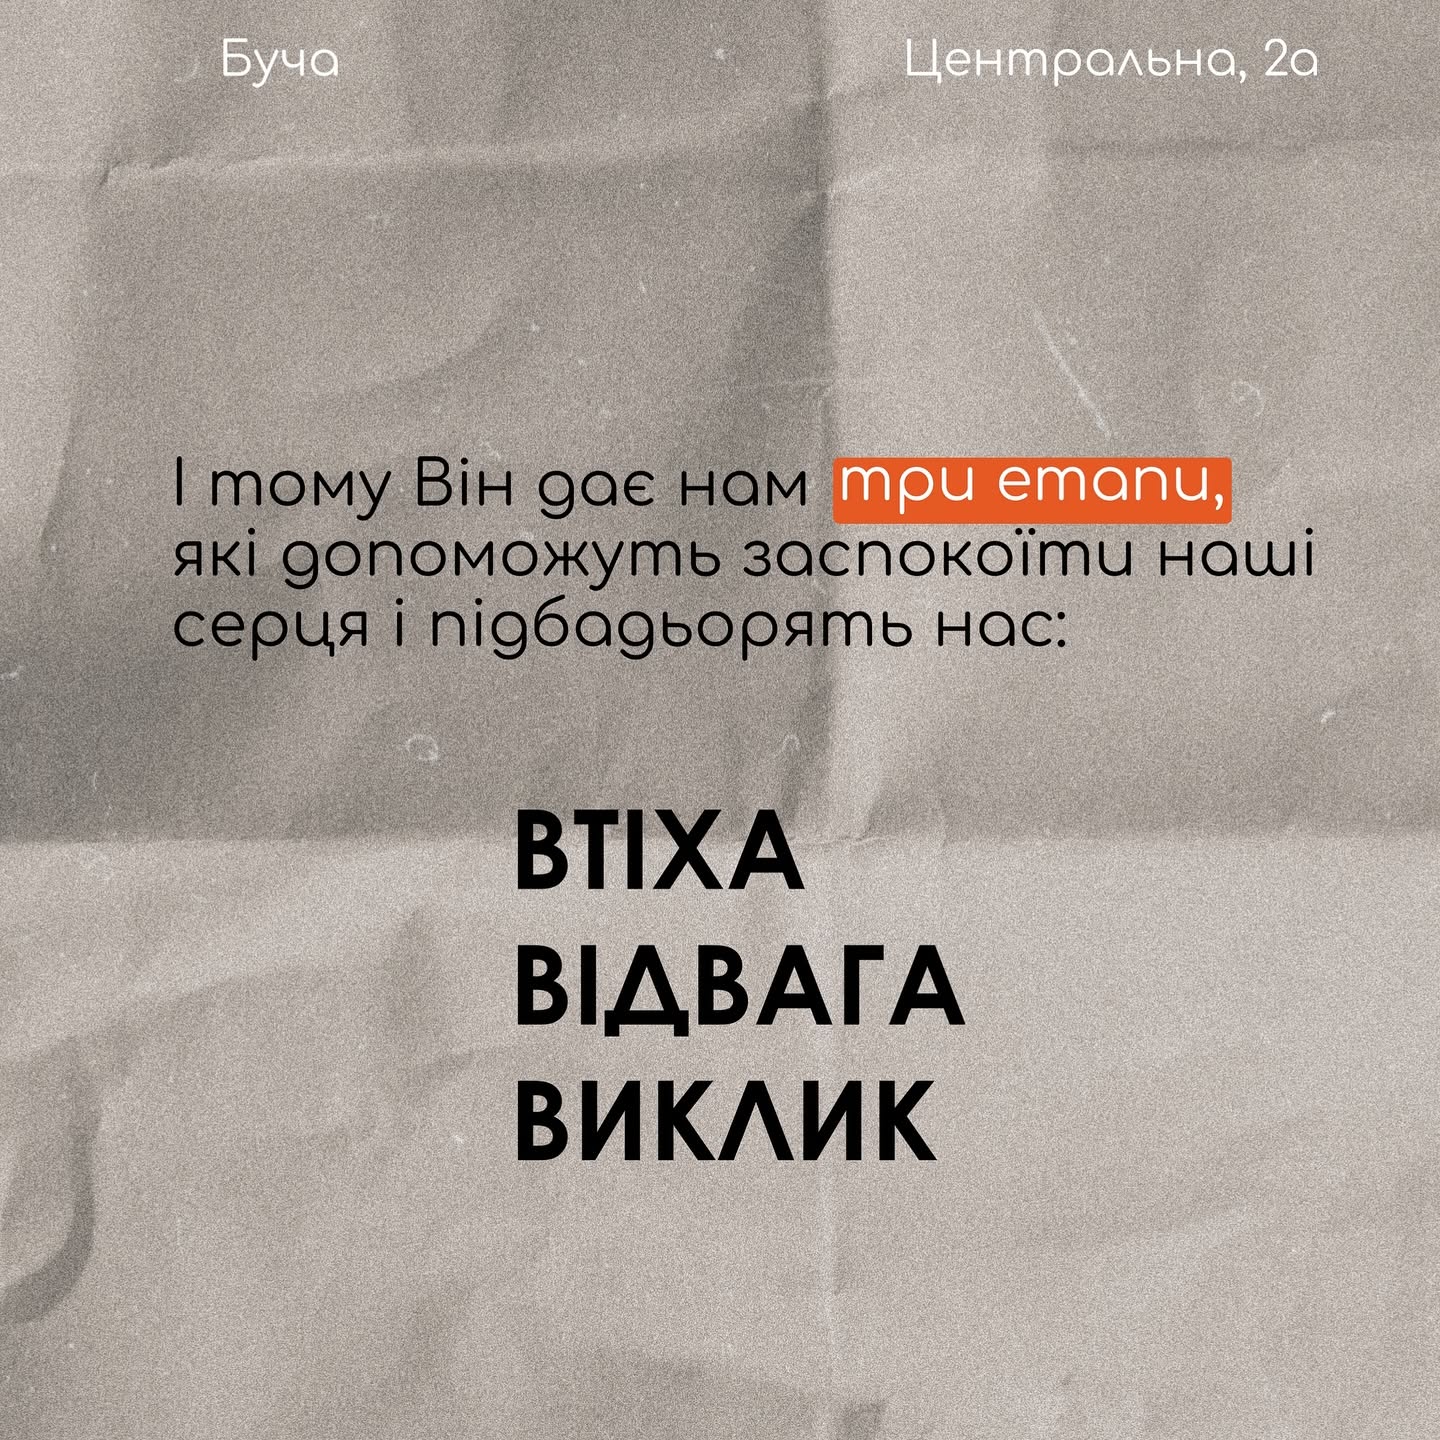 Буча
Центральна, 2а
І тому Він дає нам три етапи,
які допоможуть заспокоїти наші
серця і підбадьорять нас:
ВТІХА
ВІДВАГА
ВИКЛИК